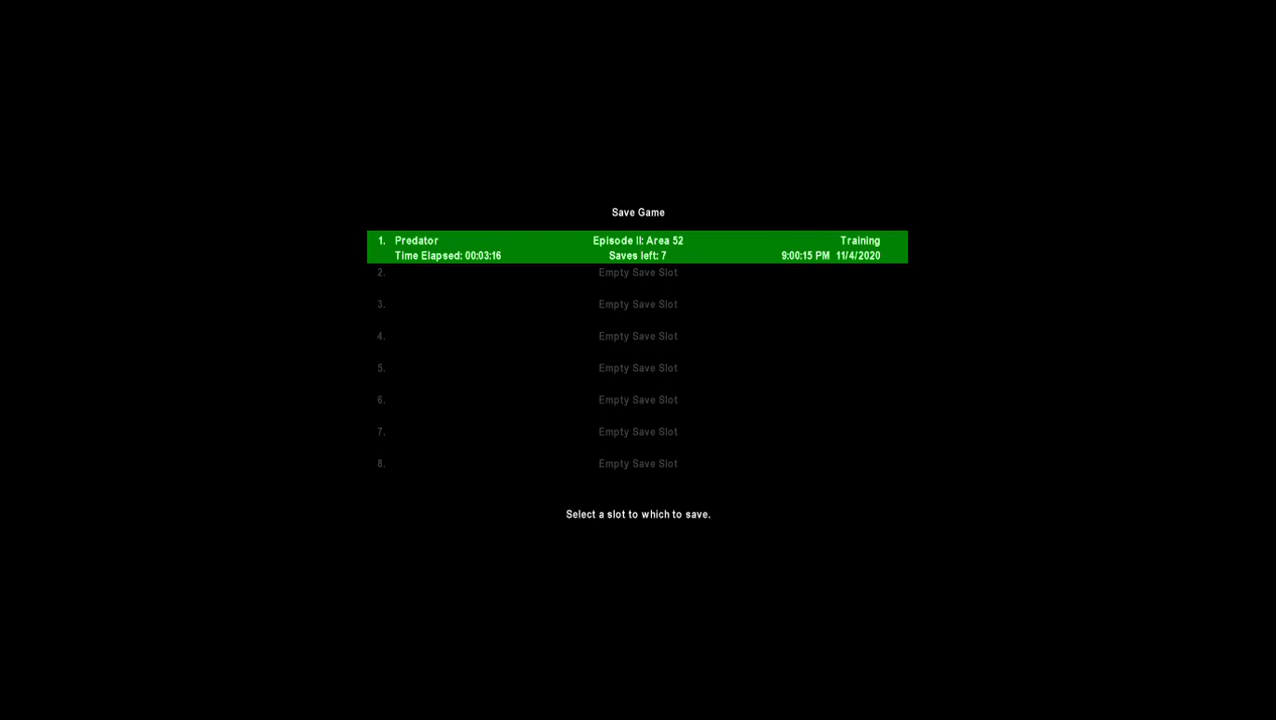 Save Game
1. Predator Episode II: Area 52 Training
Time Elapsed: 00:03:16 Saves left: 7 9:00:15 PM 11/4/2020
2. Empty Save Slot
3. Empty Save Slot
4. Empty Save Slot
5. Empty Save Slot
6. Empty Save Slot
7. Empty Save Slot
8. Empty Save Slot
Select a slot to which to save.